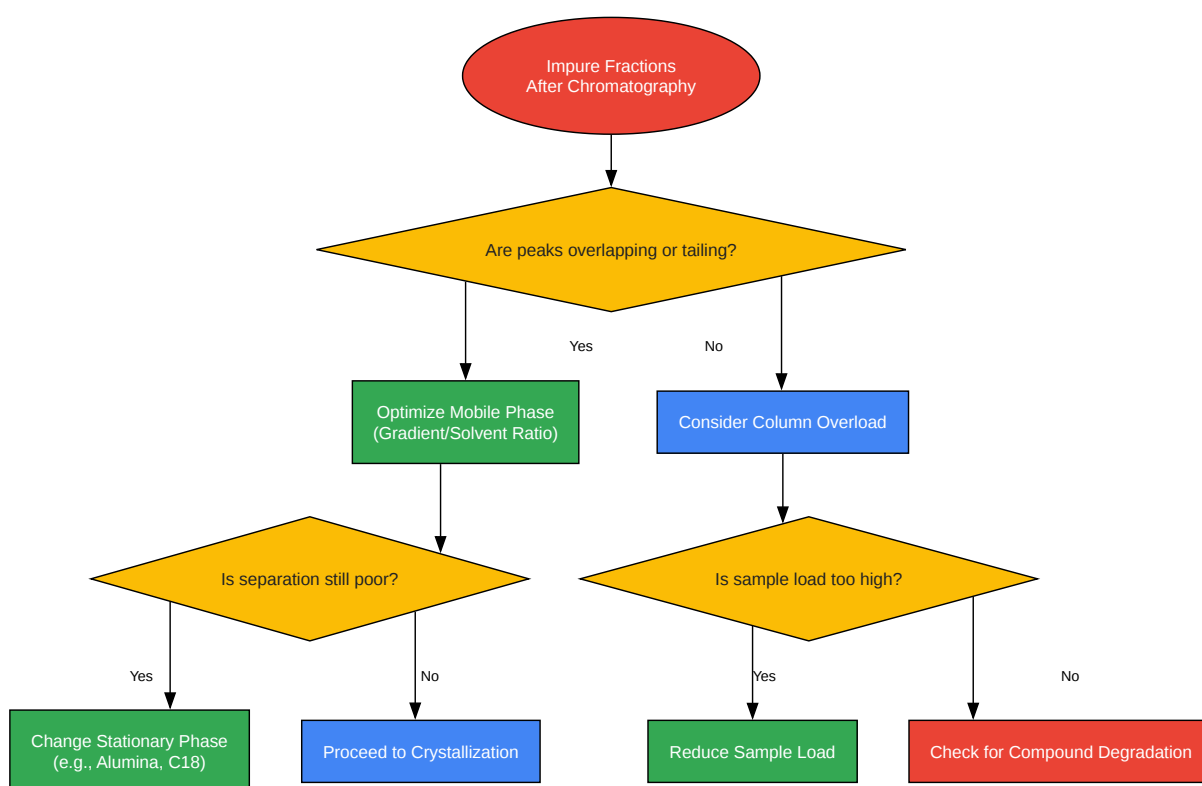 Impure Fractions
After Chromatography
Are peaks overlapping or tailing?
Yes
No
Optimize Mobile Phase
(Gradient/Solvent Ratio)
Consider Column Overload
Is separation still poor?
Is sample load too high?
Yes
No
Yes
No
Change Stationary Phase
(e.g., Alumina, C18)
Proceed to Crystallization
Reduce Sample Load
Check for Compound Degradation